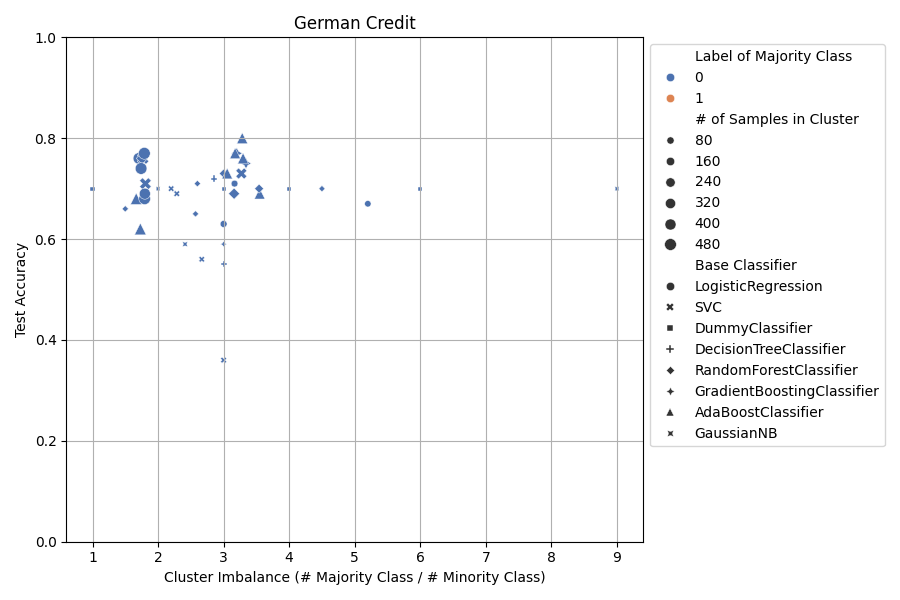 German Credit
1.0
0.8
0.6
0.4
0.2
0.0
Test Accuracy
1 2 3 4 5 6 7 8 9
Cluster Imbalance (# Majority Class / # Minority Class)
Label of Majority Class
0
1
# of Samples in Cluster
80
160
240
320
400
480
Base Classifier
LogisticRegression
SVC
DummyClassifier
DecisionTreeClassifier
RandomForestClassifier
GradientBoostingClassifier
AdaBoostClassifier
GaussianNB